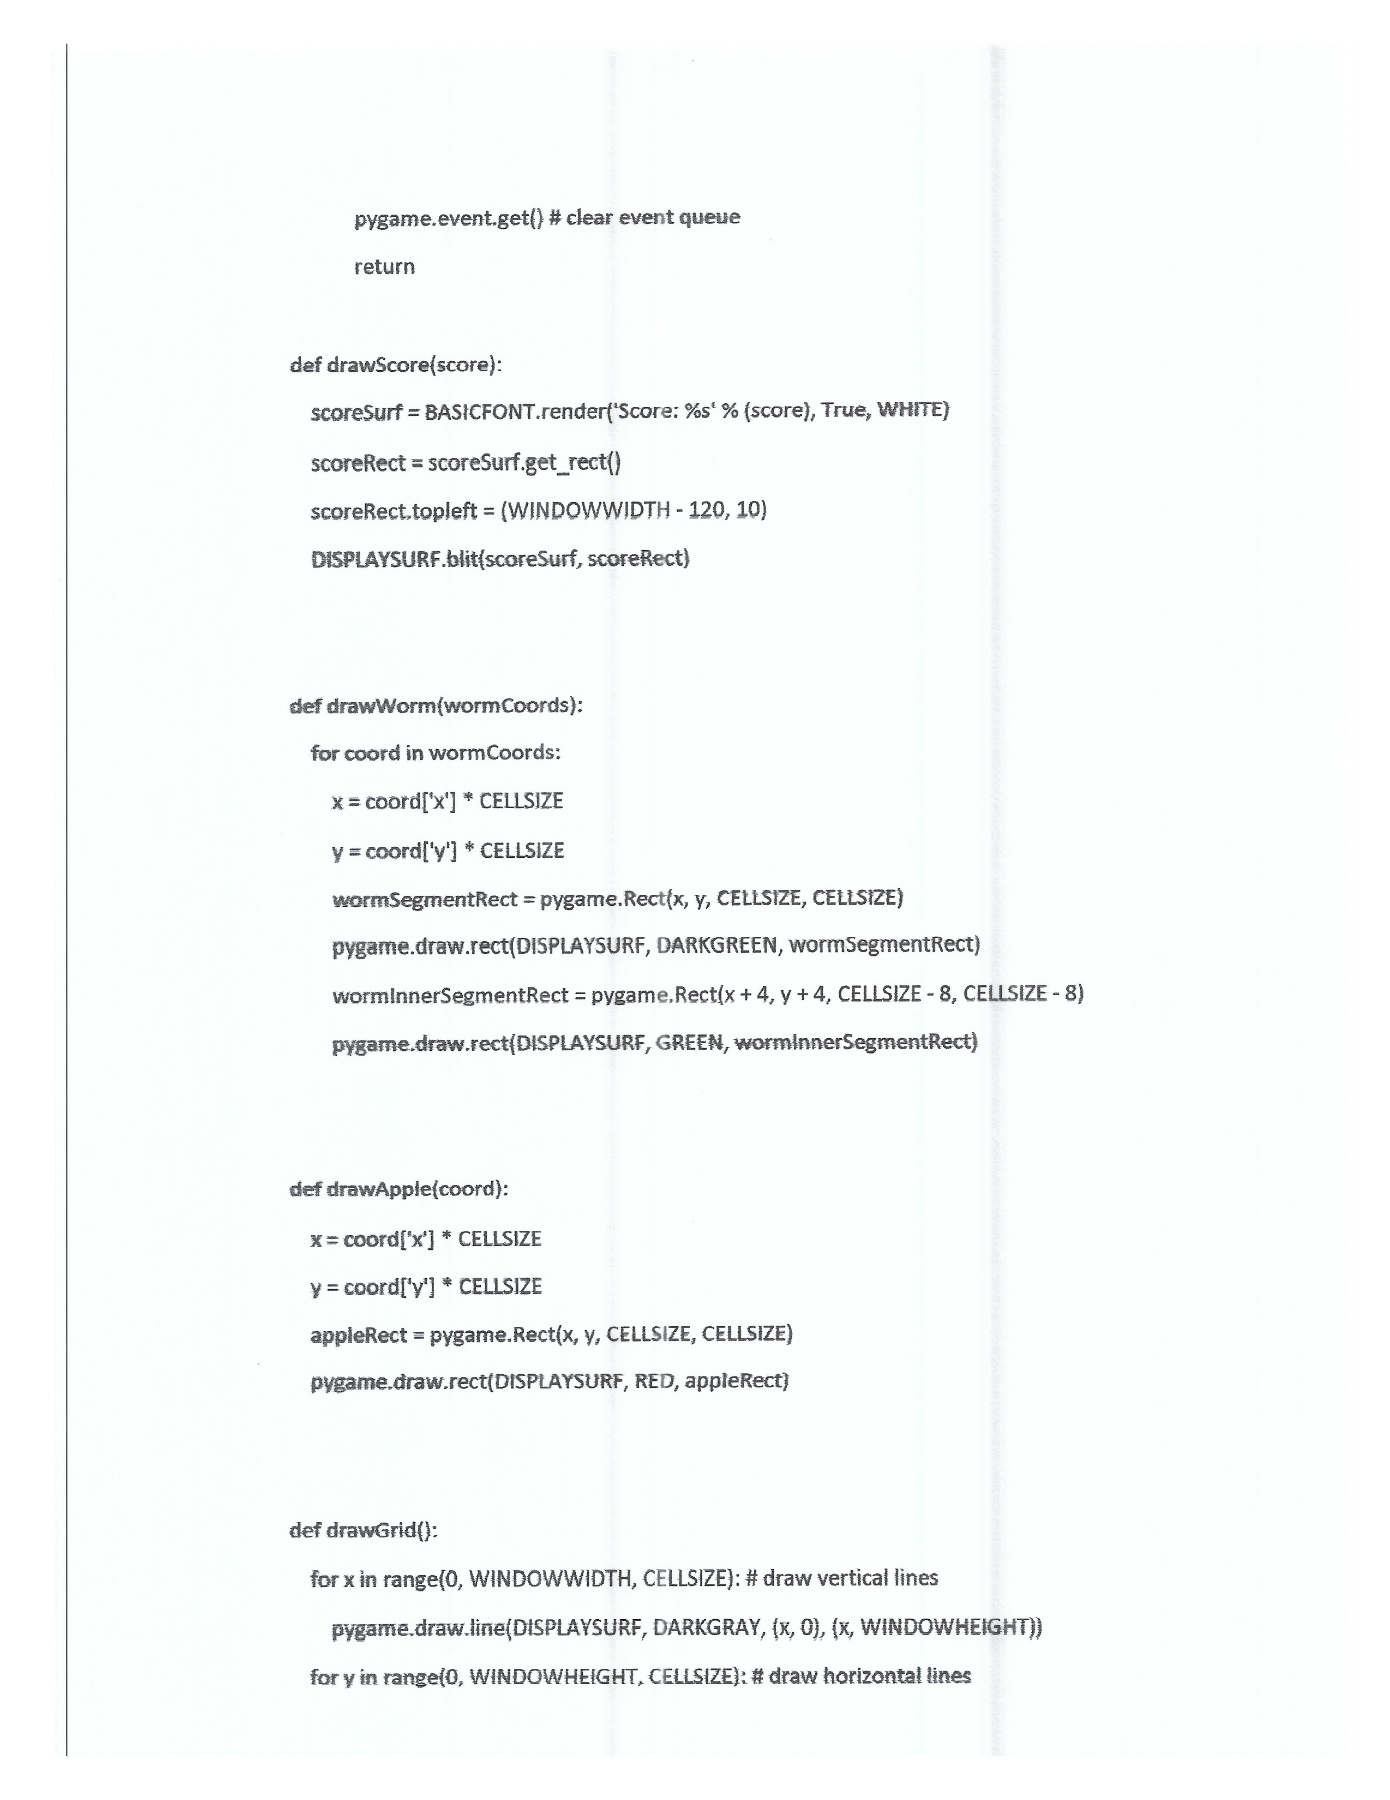 pygame.event.get() # clear event queue
return
def drawScore(score):
scoreSurf = BASICFONT.render('Score: %s' % (score), True, WHITE)
scoreRect = scoreSurf.get_rect()
scoreRect.topleft = (WINDOWWIDTH - 120, 10)
DISPLAYSURF.blit(scoreSurf, scoreRect)
def drawWorm(wormCoords):
for coord in wormCoords:
x = coord['x'] * CELLSIZE
y = coord['y'] * CELLSIZE
wormSegmentRect = pygame.Rect(x, y, CELLSIZE, CELLSIZE)
pygame.draw.rect(DISPLAYSURF, DARKGREEN, wormSegmentRect)
wormInnerSegmentRect = pygame.Rect(x + 4, y + 4, CELLSIZE - 8, CELLSIZE - 8)
pygame.draw.rect(DISPLAYSURF, GREEN, wormInnerSegmentRect)
def drawApple(coord):
x = coord['x'] * CELLSIZE
y = coord['y'] * CELLSIZE
appleRect = pygame.Rect(x, y, CELLSIZE, CELLSIZE)
pygame.draw.rect(DISPLAYSURF, RED, appleRect)
def drawGrid():
for x in range(0, WINDOWWIDTH, CELLSIZE): # draw vertical lines
pygame.draw.line(DISPLAYSURF, DARKGRAY, (x, 0), (x, WINDOWHEIGHT))
for y in range(0, WINDOWHEIGHT, CELLSIZE): # draw horizontal lines